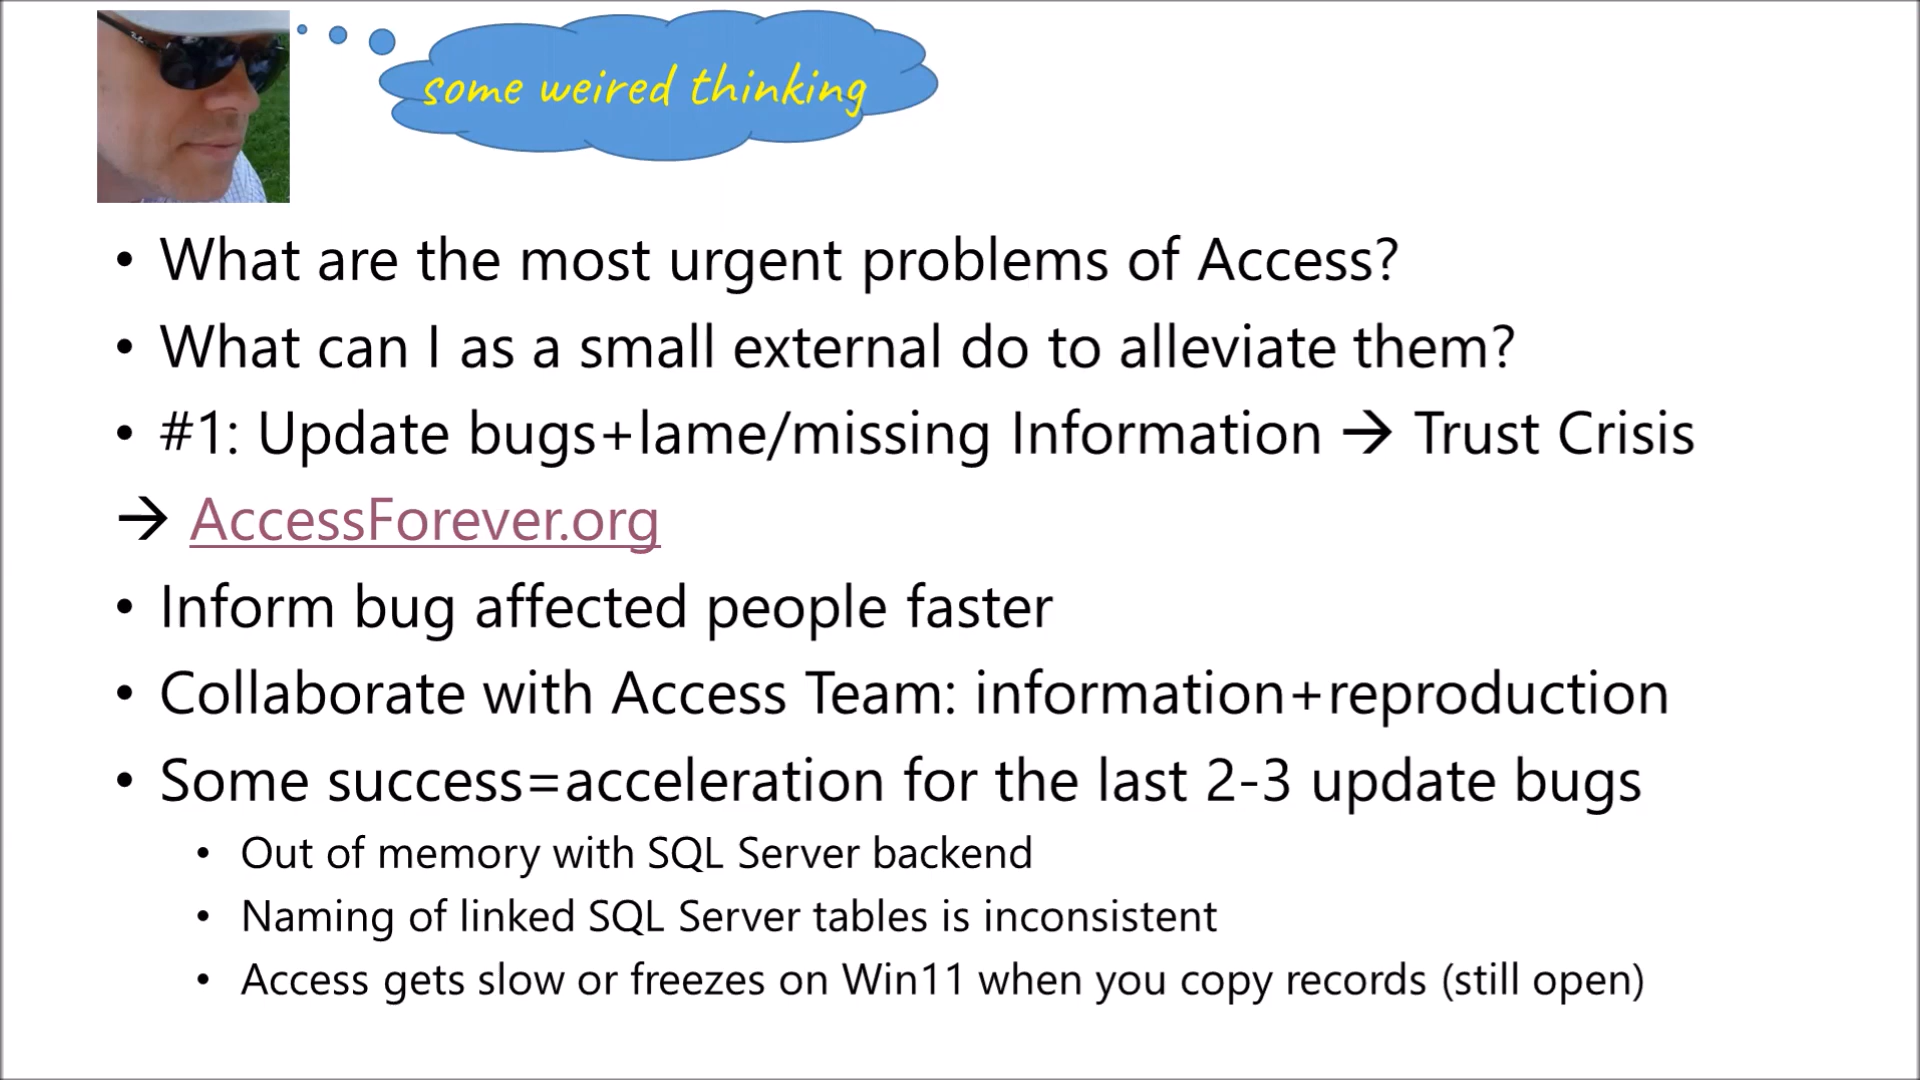 some weired thinking
• What are the most urgent problems of Access?
• What can I as a small external do to alleviate them?
• #1: Update bugs+lame/missing Information → Trust Crisis
→ AccessForever.org
• Inform bug affected people faster
• Collaborate with Access Team: information+reproduction
• Some success=acceleration for the last 2-3 update bugs
• Out of memory with SQL Server backend
• Naming of linked SQL Server tables is inconsistent
• Access gets slow or freezes on Win11 when you copy records (still open)